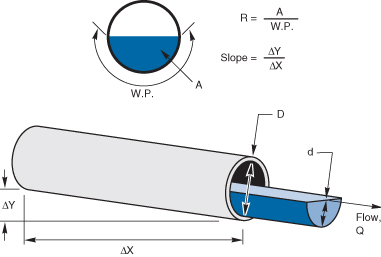 R = A
W.P.
Slope = ΔY
ΔX
A
W.P.
D
d
ΔY
Flow,
Q
ΔX